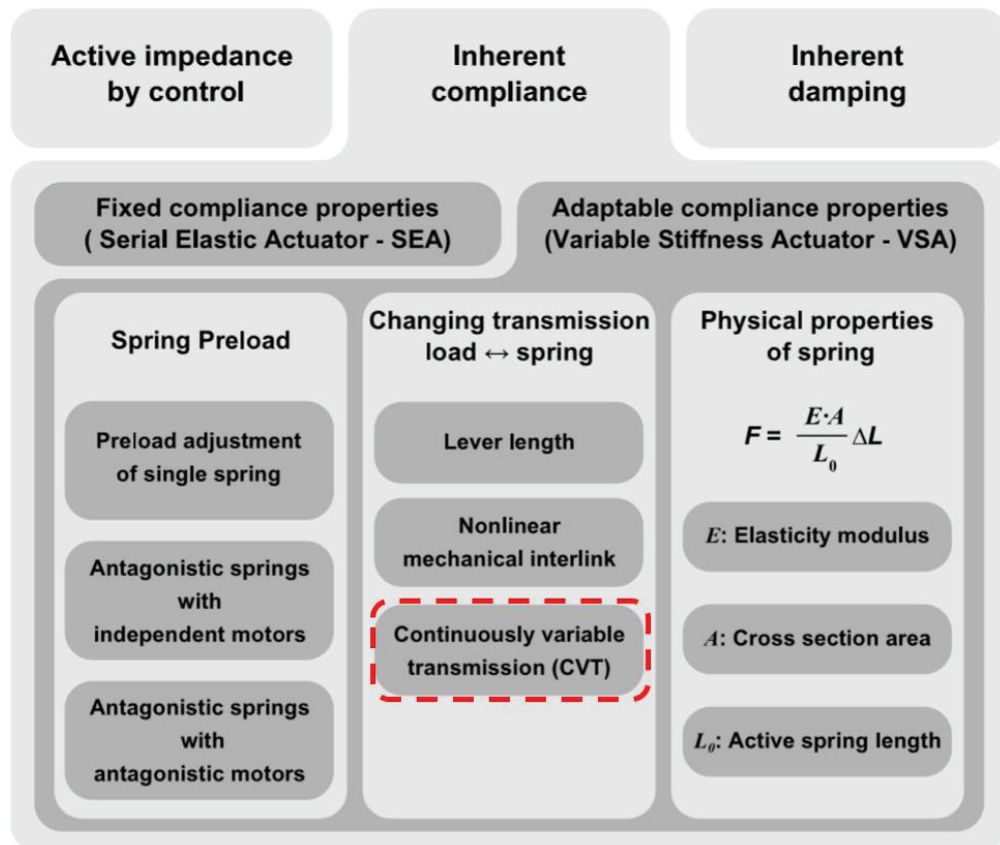 Active impedance
by control
Inherent
compliance
Inherent
damping
Fixed compliance properties
( Serial Elastic Actuator - SEA)
Adaptable compliance properties
(Variable Stiffness Actuator - VSA)
Spring Preload
Preload adjustment
of single spring
Antagonistic springs
with
independent motors
Antagonistic springs
with
antagonistic motors
Changing transmission
load ↔ spring
Lever length
Nonlinear
mechanical interlink
Continuously variable
transmission (CVT)
Physical properties
of spring
F = E·A / L₀ ΔL
E: Elasticity modulus
A: Cross section area
L₀: Active spring length